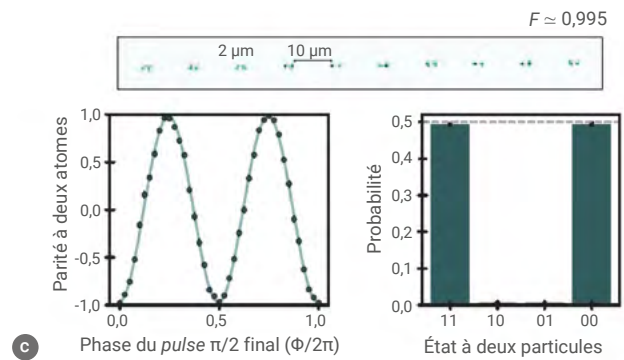 F ≃ 0,995
2 µm 10 µm
Parité à deux atomes
1,0
0,5
0,0
-0,5
-1,0
0,0 0,5 1,0
Phase du pulse π/2 final (Φ/2π)
Probabilité
0,5
0,4
0,3
0,2
0,1
0,0
11 10 01 00
État à deux particules
C